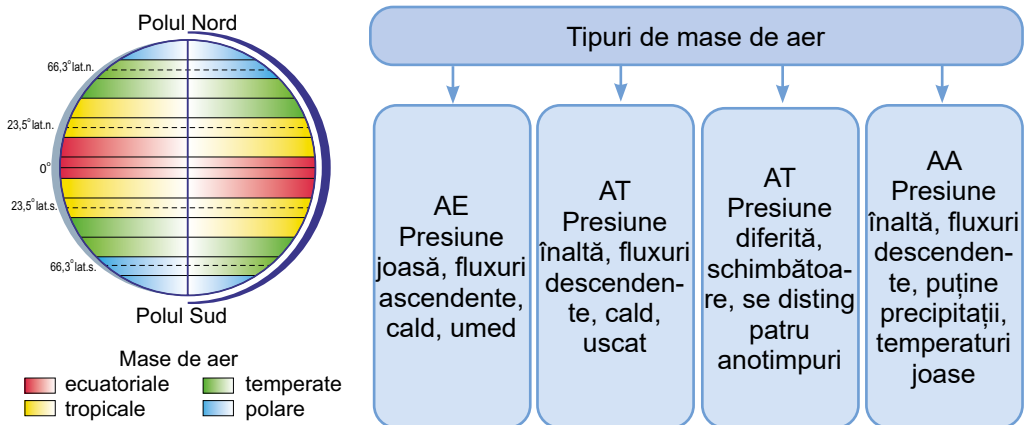 Polul Nord
66,3°lat.n.
23,5°lat.n.
0°
23,5°lat.s.
66,3°lat.s.
Polul Sud
Mase de aer
ecuatoriale
temperate
tropicale
polare
Tipuri de mase de aer
AE
Presiune
joasă, fluxuri
ascendente,
cald, umed
AT
Presiune
înaltă, fluxuri
descenden-
te, cald,
uscat
AT
Presiune
diferită,
schimbătoa-
re, se disting
patru
anotimpuri
AA
Presiune
înaltă, fluxuri
descenden-
te, puține
precipitații,
temperaturi
joase